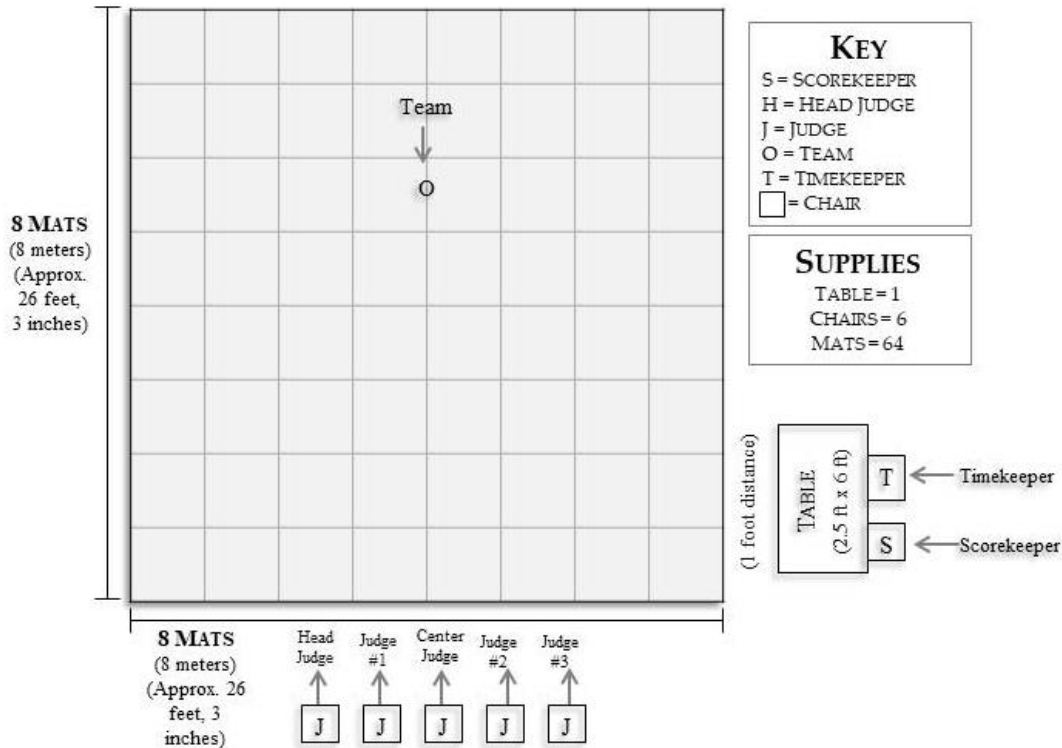 Team
O
8 MATS
(8 meters)
(Approx.
26 feet,
3 inches)
KEY
S = SCOREKEEPER
H = HEAD JUDGE
J = JUDGE
O = TEAM
T = TIMEKEEPER
= CHAIR
SUPPLIES
TABLE = 1
CHAIRS = 6
MATS = 64
(1 foot distance)
TABLE
(2.5 ft x 6 ft)
T
Timekeeper
S
Scorekeeper
8 MATS
(8 meters)
(Approx. 26
feet, 3
inches)
Head
Judge
Judge
#1
Center
Judge
Judge
#2
Judge
#3
J
J
J
J
J